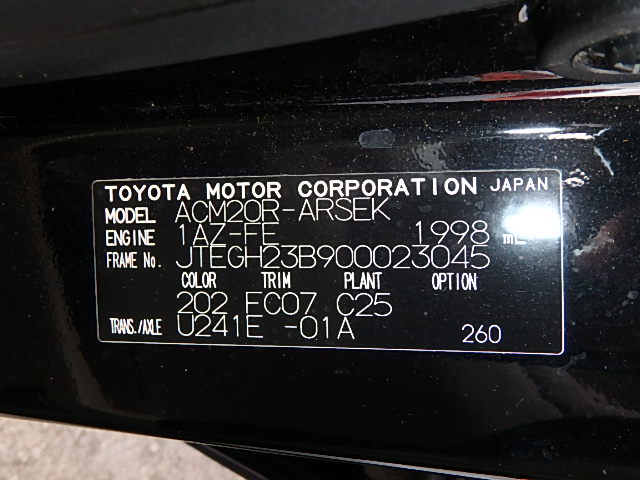 TOYOTA MOTOR CORPORATION JAPAN
MODEL ACM20R-ARSEK
ENGINE 1AZ-FE 1998 mL
FRAME No. JTEGH23B900023045
COLOR TRIM PLANT OPTION
202 FC07 C25
TRANS./AXLE U241E -01A 260